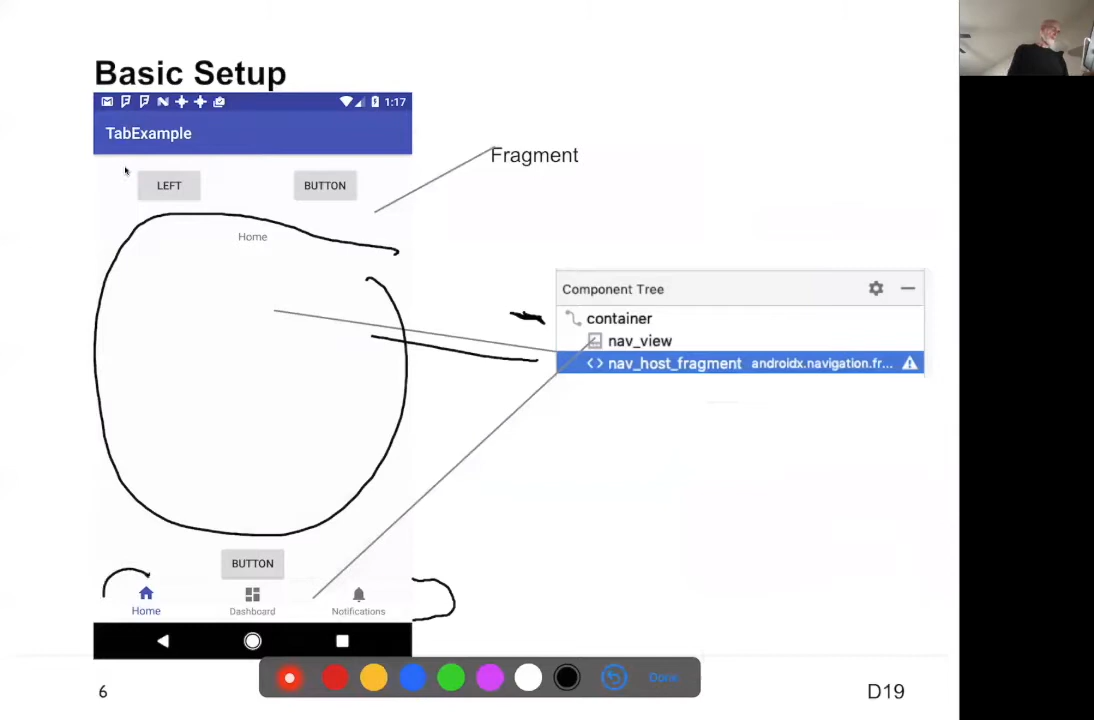 Basic Setup
1:17
TabExample
Fragment
LEFT
BUTTON
Home
Component Tree
container
nav_view
nav_host_fragment androidx.navigation.fr...
BUTTON
Home
Dashboard
Notifications
Done
6
D19